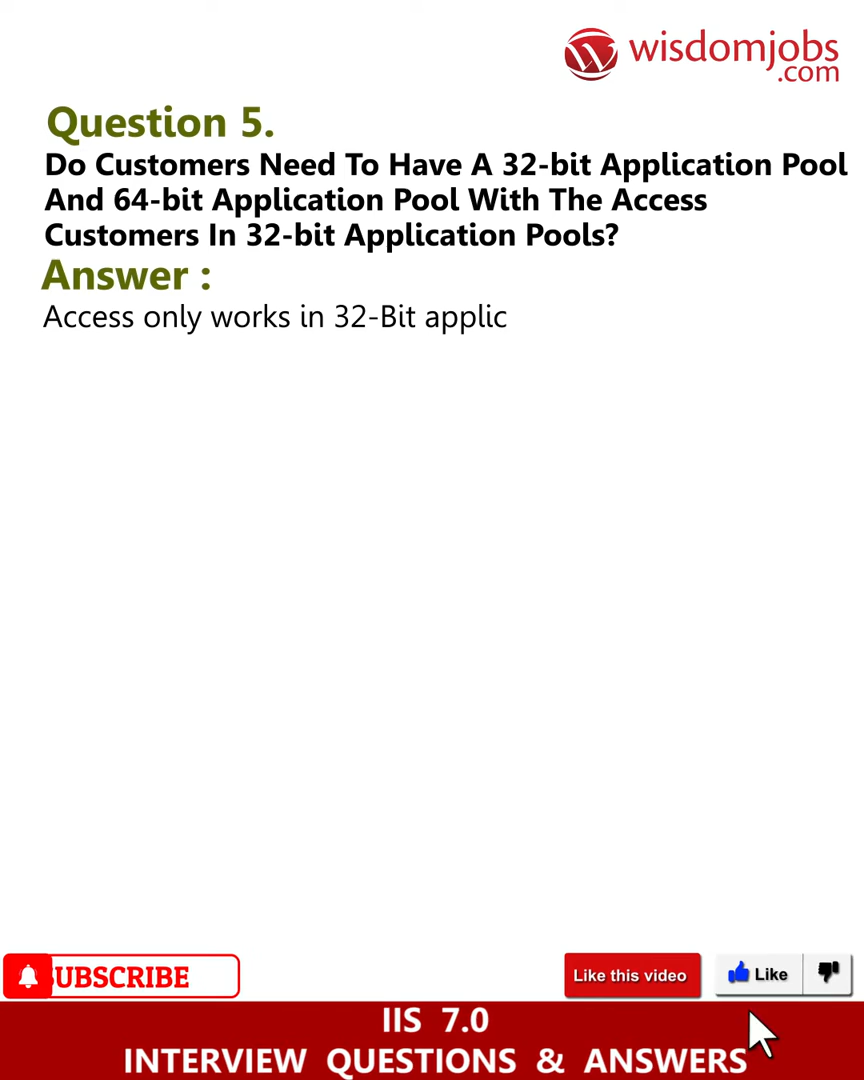 wisdomjobs
.com
Question 5.
Do Customers Need To Have A 32-bit Application Pool
And 64-bit Application Pool With The Access
Customers In 32-bit Application Pools?
Answer :
Access only works in 32-Bit applic
UBSCRIBE
Like this video
Like
IIS 7.0
INTERVIEW QUESTIONS & ANSWERS